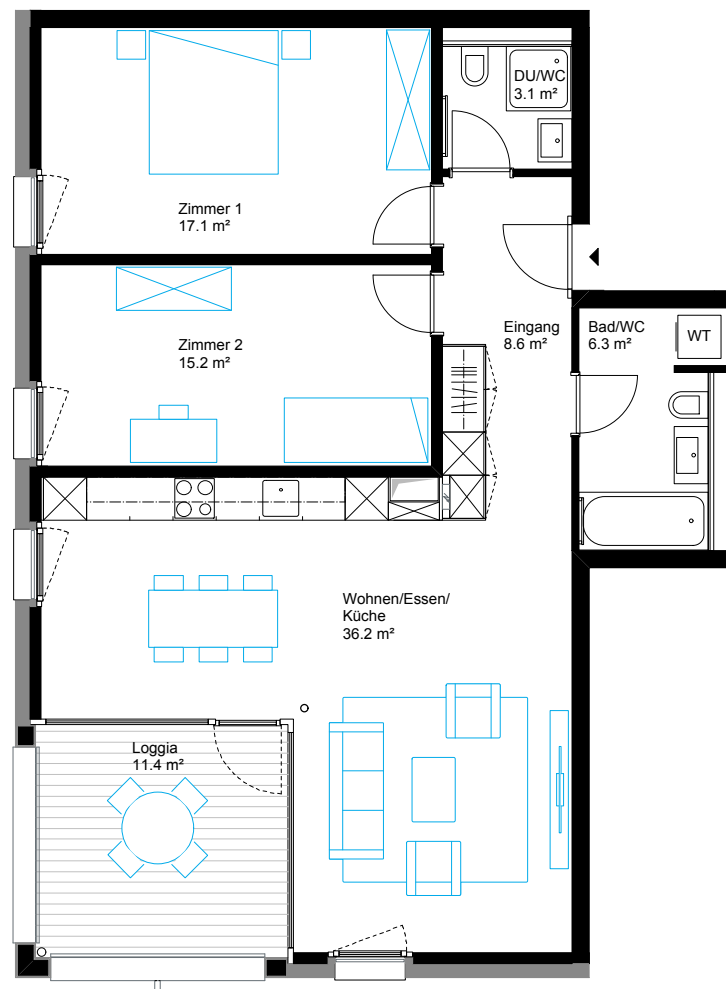 DU/WC
3.1 m²
Zimmer 1
17.1 m²
Eingang
8.6 m²
Bad/WC
6.3 m²
WT
Zimmer 2
15.2 m²
Wohnen/Essen/
Küche
36.2 m²
Loggia
11.4 m²